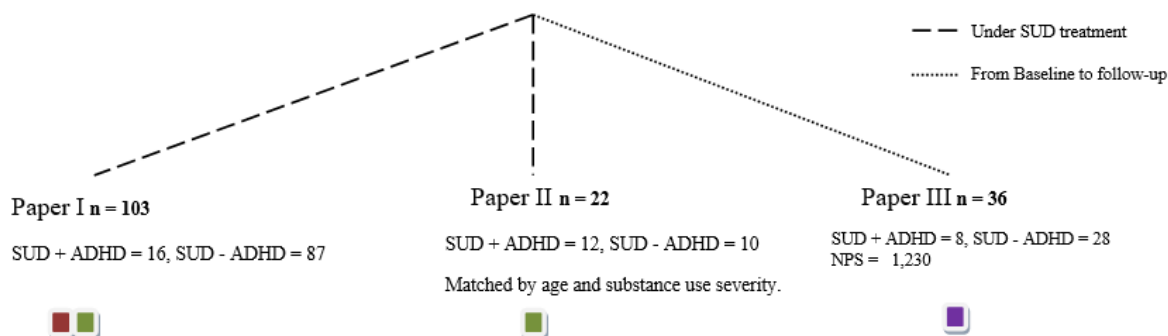 Under SUD treatment
From Baseline to follow-up
Paper I n = 103
SUD + ADHD = 16, SUD - ADHD = 87
Paper II n = 22
SUD + ADHD = 12, SUD - ADHD = 10
Matched by age and substance use severity.
Paper III n = 36
SUD + ADHD = 8, SUD - ADHD = 28
NPS = 1,230